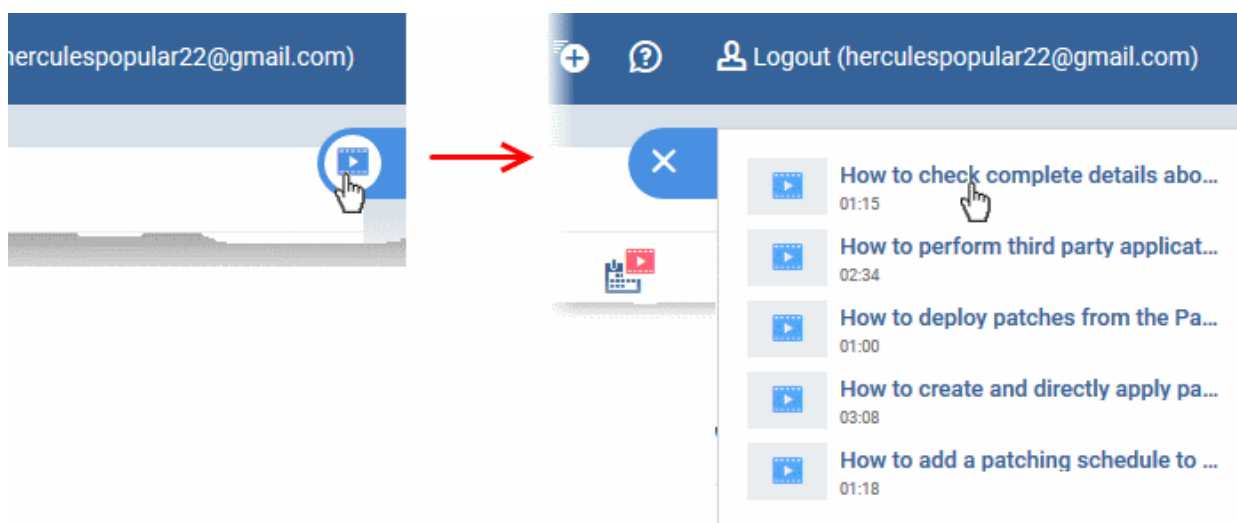 herculespopular22@gmail.com)
Logout (herculespopular22@gmail.com)
How to check complete details abo...
01:15
How to perform third party applicat...
02:34
How to deploy patches from the Pa...
01:00
How to create and directly apply pa...
03:08
How to add a patching schedule to ...
01:18